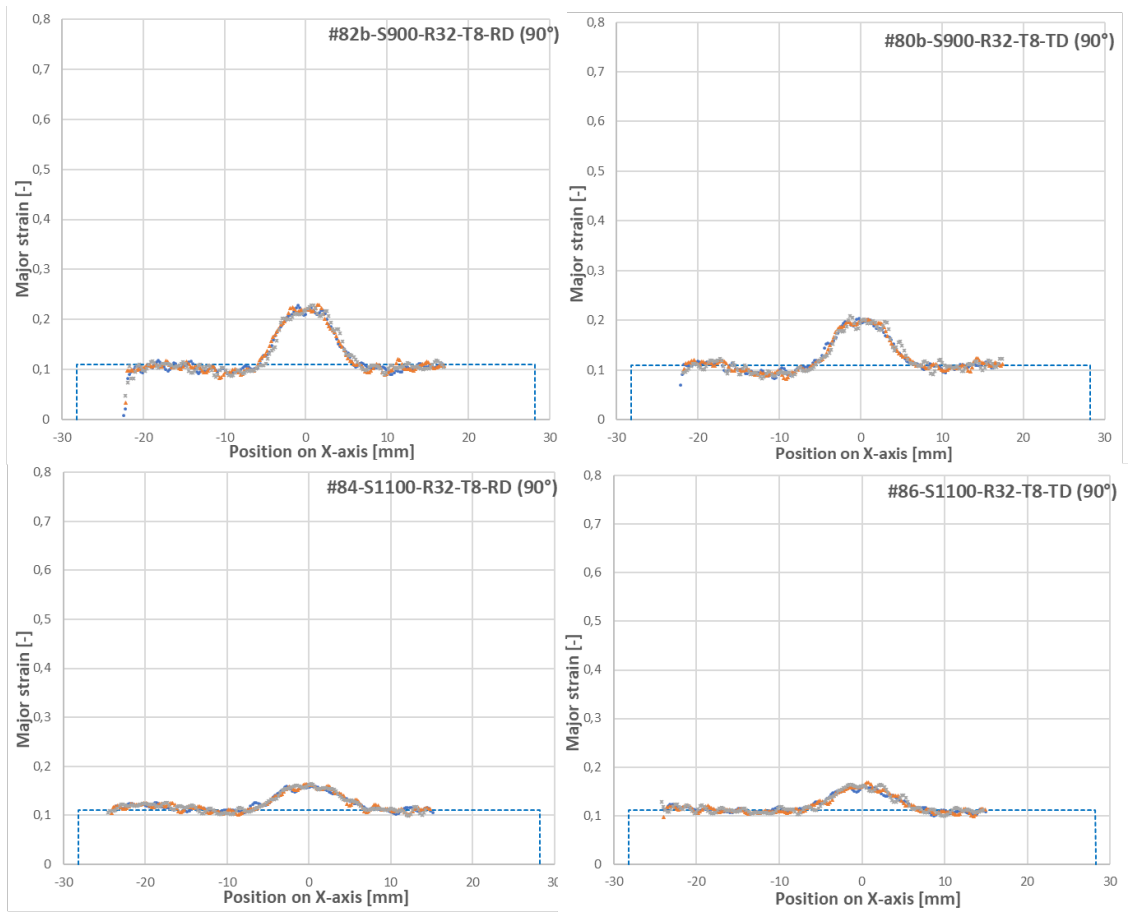 #82b-S900-R32-T8-RD (90°)
0,8
0,7
0,6
0,5
0,4
0,3
0,2
0,1
0
Major strain [-]
-30 -20 -10 0 10 20 30
Position on X-axis [mm]
#80b-S900-R32-T8-TD (90°)
0,8
0,7
0,6
0,5
0,4
0,3
0,2
0,1
0
Major strain [-]
-30 -20 -10 0 10 20 30
Position on X-axis [mm]
#84-S1100-R32-T8-RD (90°)
0,8
0,7
0,6
0,5
0,4
0,3
0,2
0,1
0
Major strain [-]
-30 -20 -10 0 10 20 30
Position on X-axis [mm]
#86-S1100-R32-T8-TD (90°)
0,8
0,7
0,6
0,5
0,4
0,3
0,2
0,1
0
Major strain [-]
-30 -20 -10 0 10 20 30
Position on X-axis [mm]